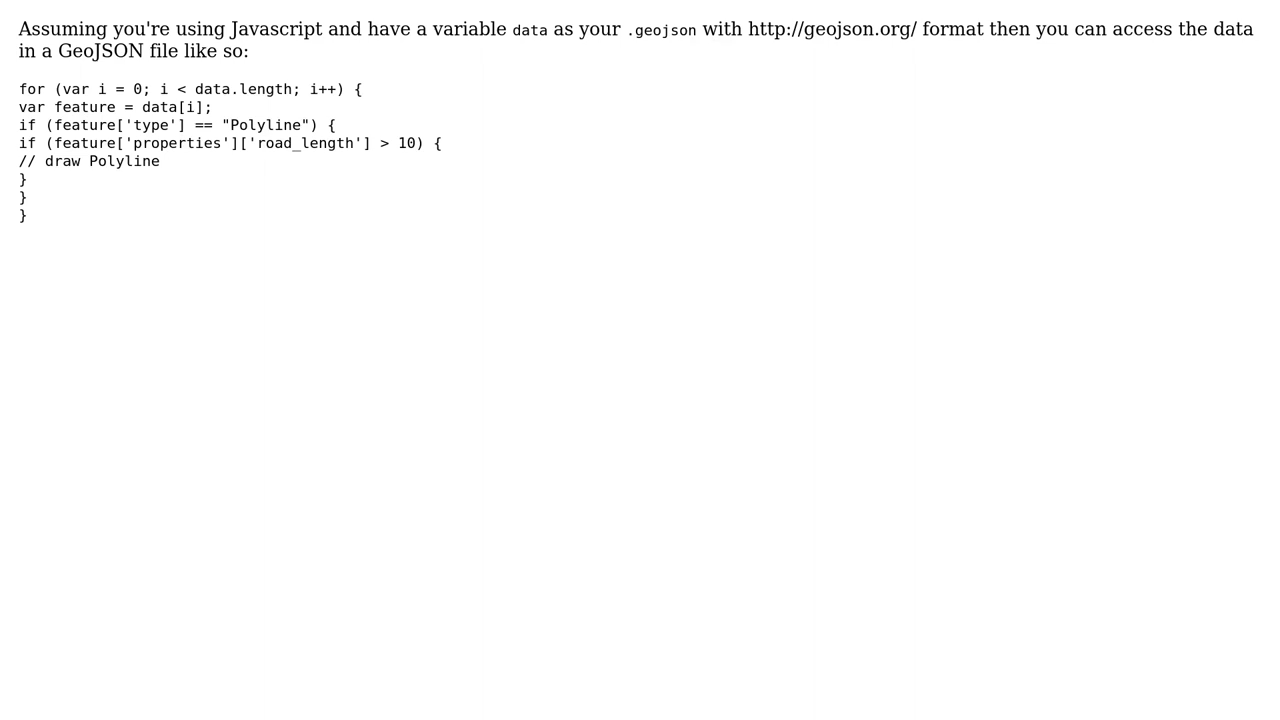 Assuming you're using Javascript and have a variable data as your .geojson with http://geojson.org/ format then you can access the data
in a GeoJSON file like so:
for (var i = 0; i < data.length; i++) {
var feature = data[i];
if (feature['type'] == "Polyline") {
if (feature['properties']['road_length'] > 10) {
// draw Polyline
}
}
}